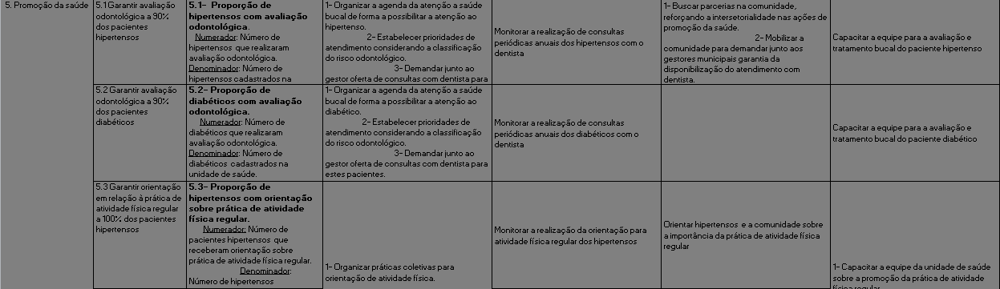 5. Promoção da saúde
5.1 Garantir avaliação
odontológica a 90%
dos pacientes
hipertensos
5.1- Proporção de
hipertensos com avaliação
odontológica.
Numerador: Número de
hipertensos que realizaram
avaliação odontológica.
Denominador: Número de
hipertensos cadastrados na
1- Organizar a agenda da atenção a saúde
bucal de forma a possibilitar a atenção ao
hipertenso.
2- Estabelecer prioridades de
atendimento considerando a classificação
do risco odontológico.
3- Demandar junto ao
gestor oferta de consultas com dentista para
Monitorar a realização de consultas
periódicas anuais dos hipertensos com o
dentista
1- Buscar parcerias na comunidade,
reforçando a intersetorialidade nas ações de
promoção da saúde.
2- Mobilizar a
comunidade para demandar junto aos
gestores municipais garantia da
disponibilização do atendimento com
dentista.
Capacitar a equipe para a avaliação e
tratamento bucal do paciente hipertenso
5.2 Garantir avaliação
odontológica a 90%
dos pacientes
diabéticos
5.2- Proporção de
diabéticos com avaliação
odontológica.
Numerador: Número de
diabéticos que realizaram
avaliação odontológica.
Denominador: Número de
diabéticos cadastrados na
unidade de saúde.
1- Organizar a agenda da atenção a saúde
bucal de forma a possibilitar a atenção ao
diabético.
2- Estabelecer prioridades de
atendimento considerando a classificação
do risco odontológico.
3- Demandar junto ao
gestor oferta de consultas com dentista para
estes pacientes.
Monitorar a realização de consultas
periódicas anuais dos diabéticos com o
dentista
Capacitar a equipe para a avaliação e
tratamento bucal do paciente diabético
5.3 Garantir orientação
em relação à prática de
atividade física regular
a 100% dos pacientes
hipertensos
5.3- Proporção de
hipertensos com orientação
sobre prática de atividade
física regular.
Numerador: Número de
pacientes hipertensos que
receberam orientação sobre
prática de atividade física regular.
Denominador:
Número de hipertensos
1- Organizar práticas coletivas para
orientação de atividade física.
Monitorar a realização da orientação para
atividade física regular dos hipertensos
Orientar hipertensos e a comunidade sobre
a importância da prática de atividade física
regular
1- Capacitar a equipe da unidade de saúde
sobre a promoção da prática de atividade
física regular